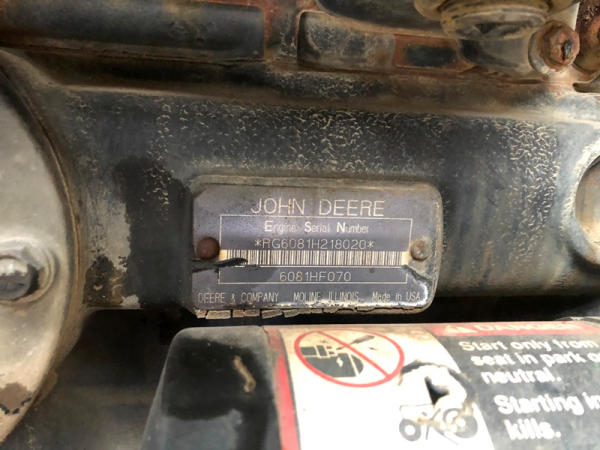 JOHN DEERE
Engine Serial Number
*RG6081H218020*
6081HF070
DEERE & COMPANY MOLINE, ILLINOIS Made in USA
DANGER
Start only from
seat in park or
neutral.
Starting in
kills.